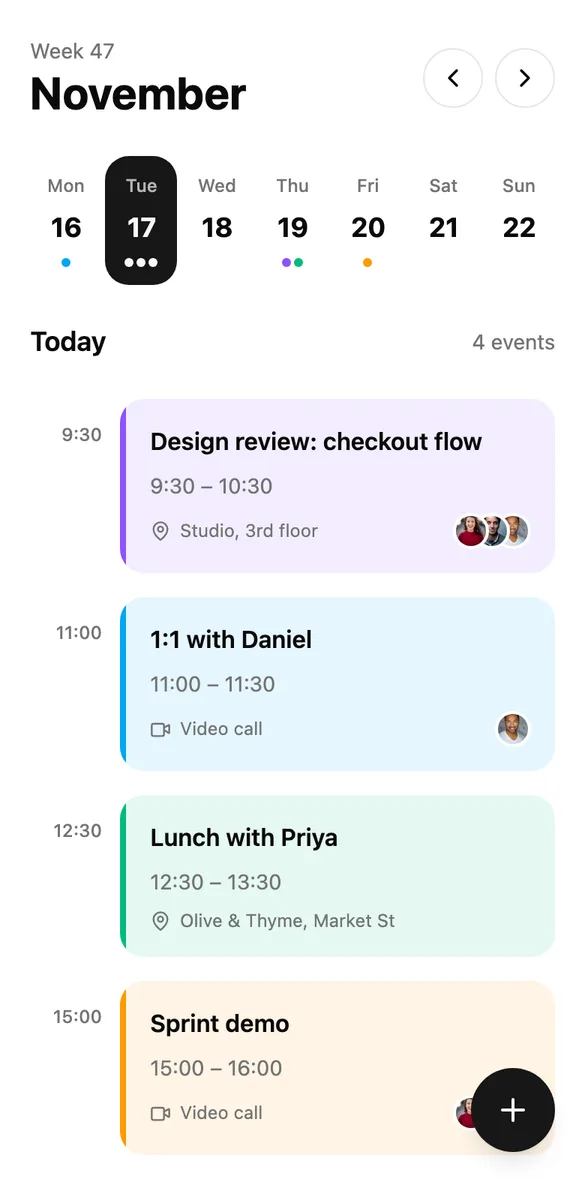 Week 47
November
Mon Tue Wed Thu Fri Sat Sun
16 17 18 19 20 21 22
Today 4 events
9:30
Design review: checkout flow
9:30 – 10:30
Studio, 3rd floor
11:00
1:1 with Daniel
11:00 – 11:30
Video call
12:30
Lunch with Priya
12:30 – 13:30
Olive & Thyme, Market St
15:00
Sprint demo
15:00 – 16:00
Video call